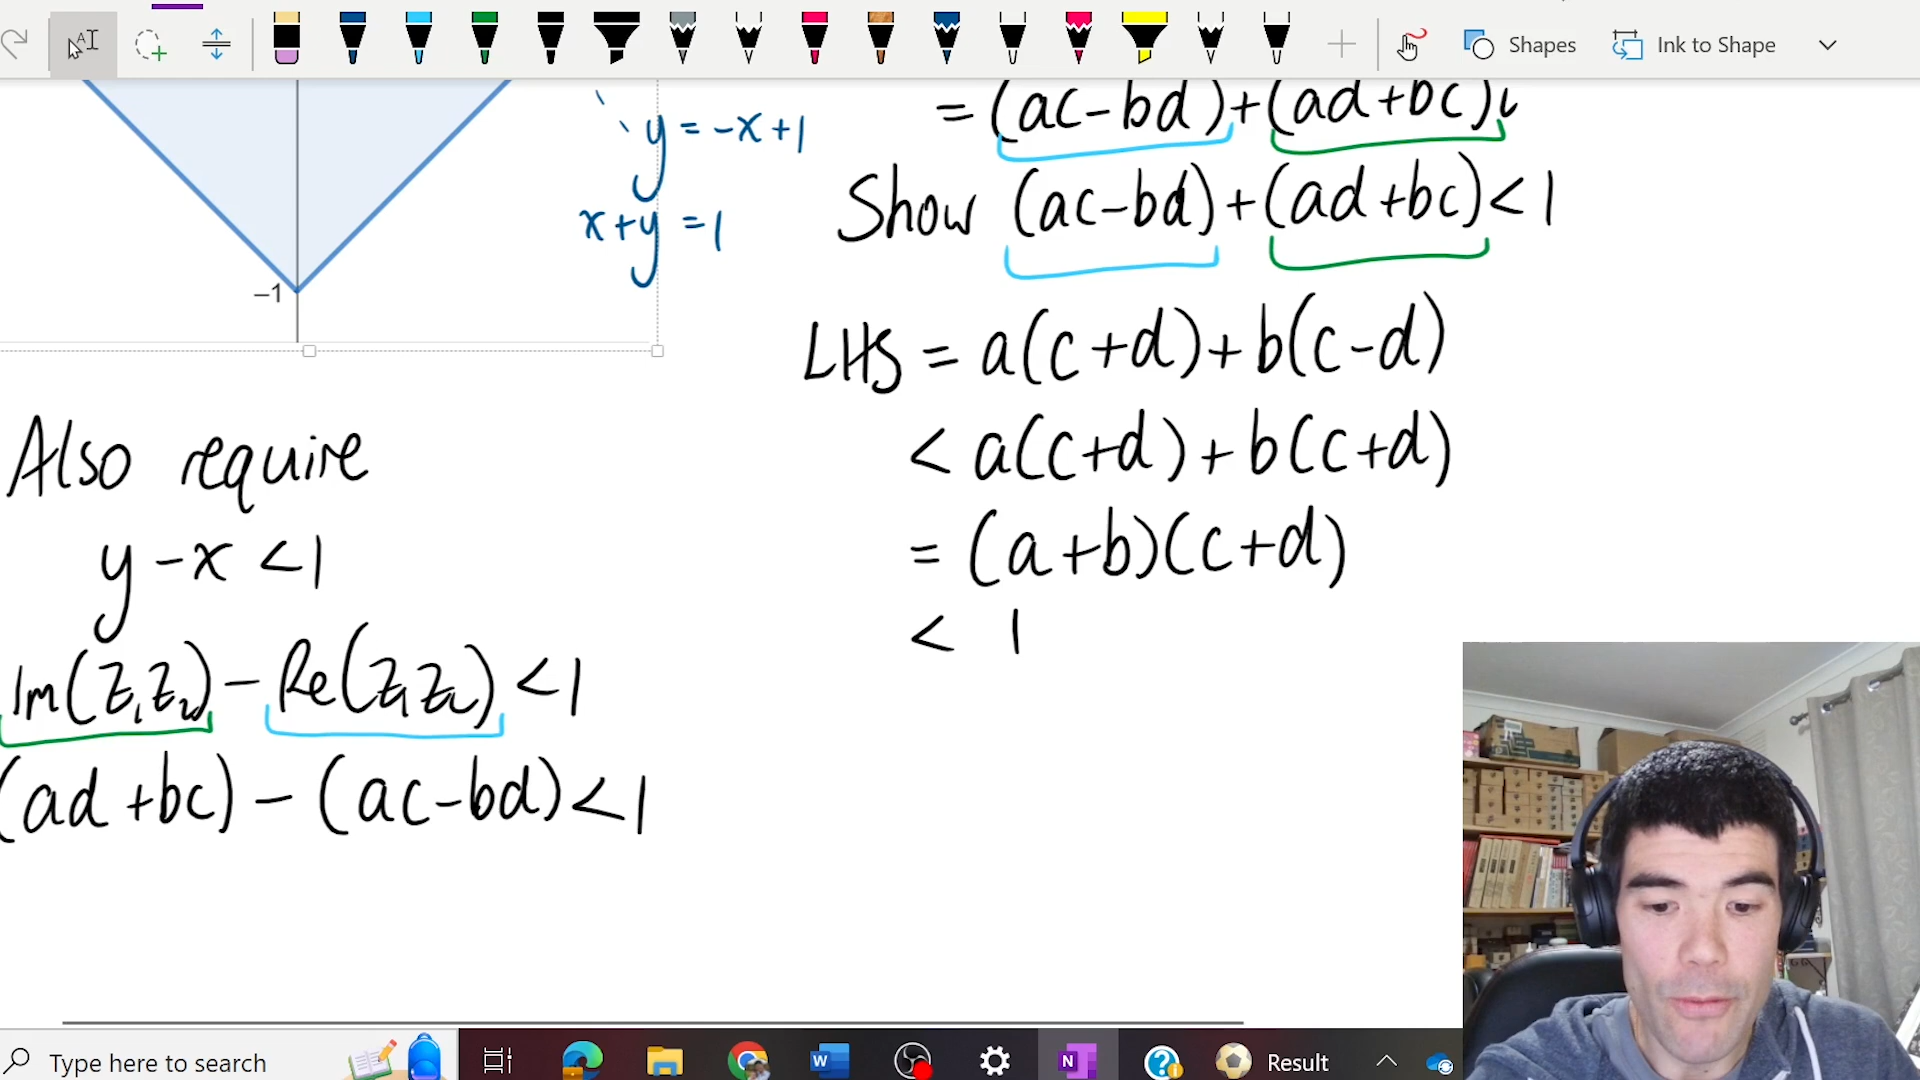 Shapes
Ink to Shape
= (ac-bd)+(ad+bc)i
y = -x+1
x+y =1
Show (ac-bd)+(ad+bc)<1
-1
LHS = a(c+d)+b(c-d)
< a(c+d)+b(c+d)
= (a+b)(c+d)
< 1
Also require
y-x <1
Im(Z₁Z₂)-Re(Z₁Z₂)<1
(ad+bc)-(ac-bd)<1
Type here to search
Result